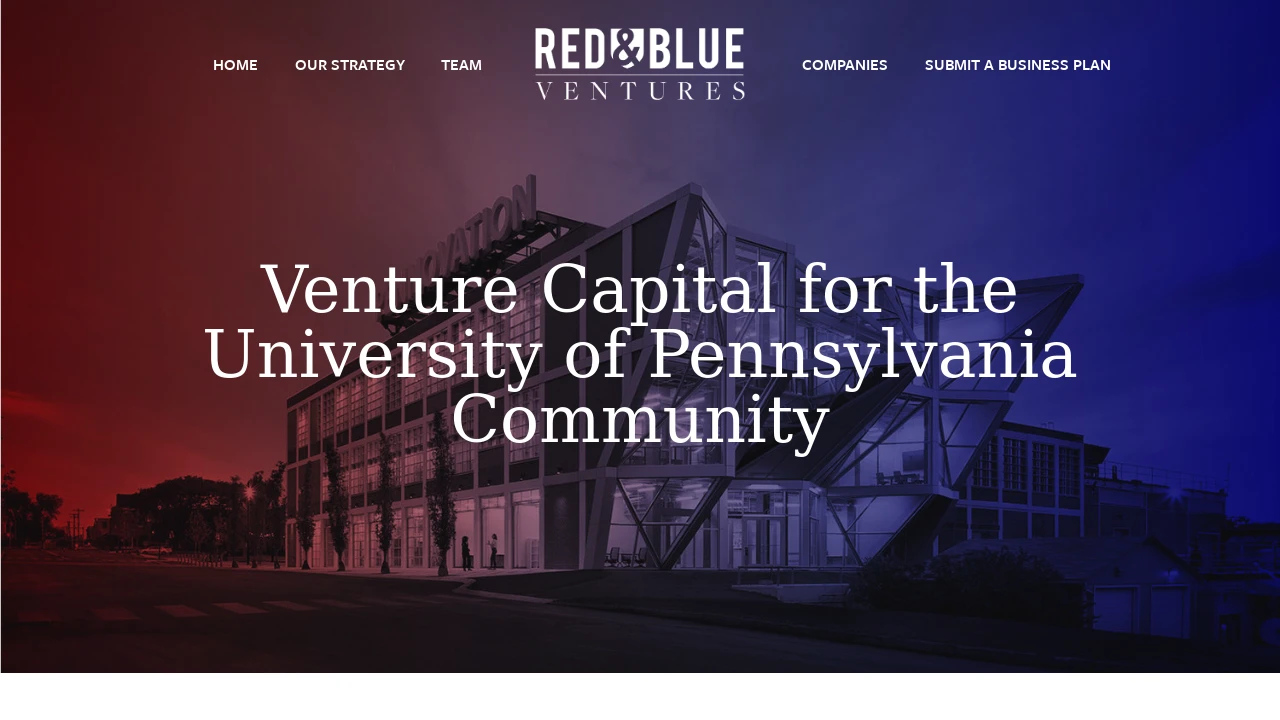 HOME
OUR STRATEGY
TEAM
RED&BLUE
VENTURES
COMPANIES
SUBMIT A BUSINESS PLAN
OVATION
Venture Capital for the
University of Pennsylvania
Community